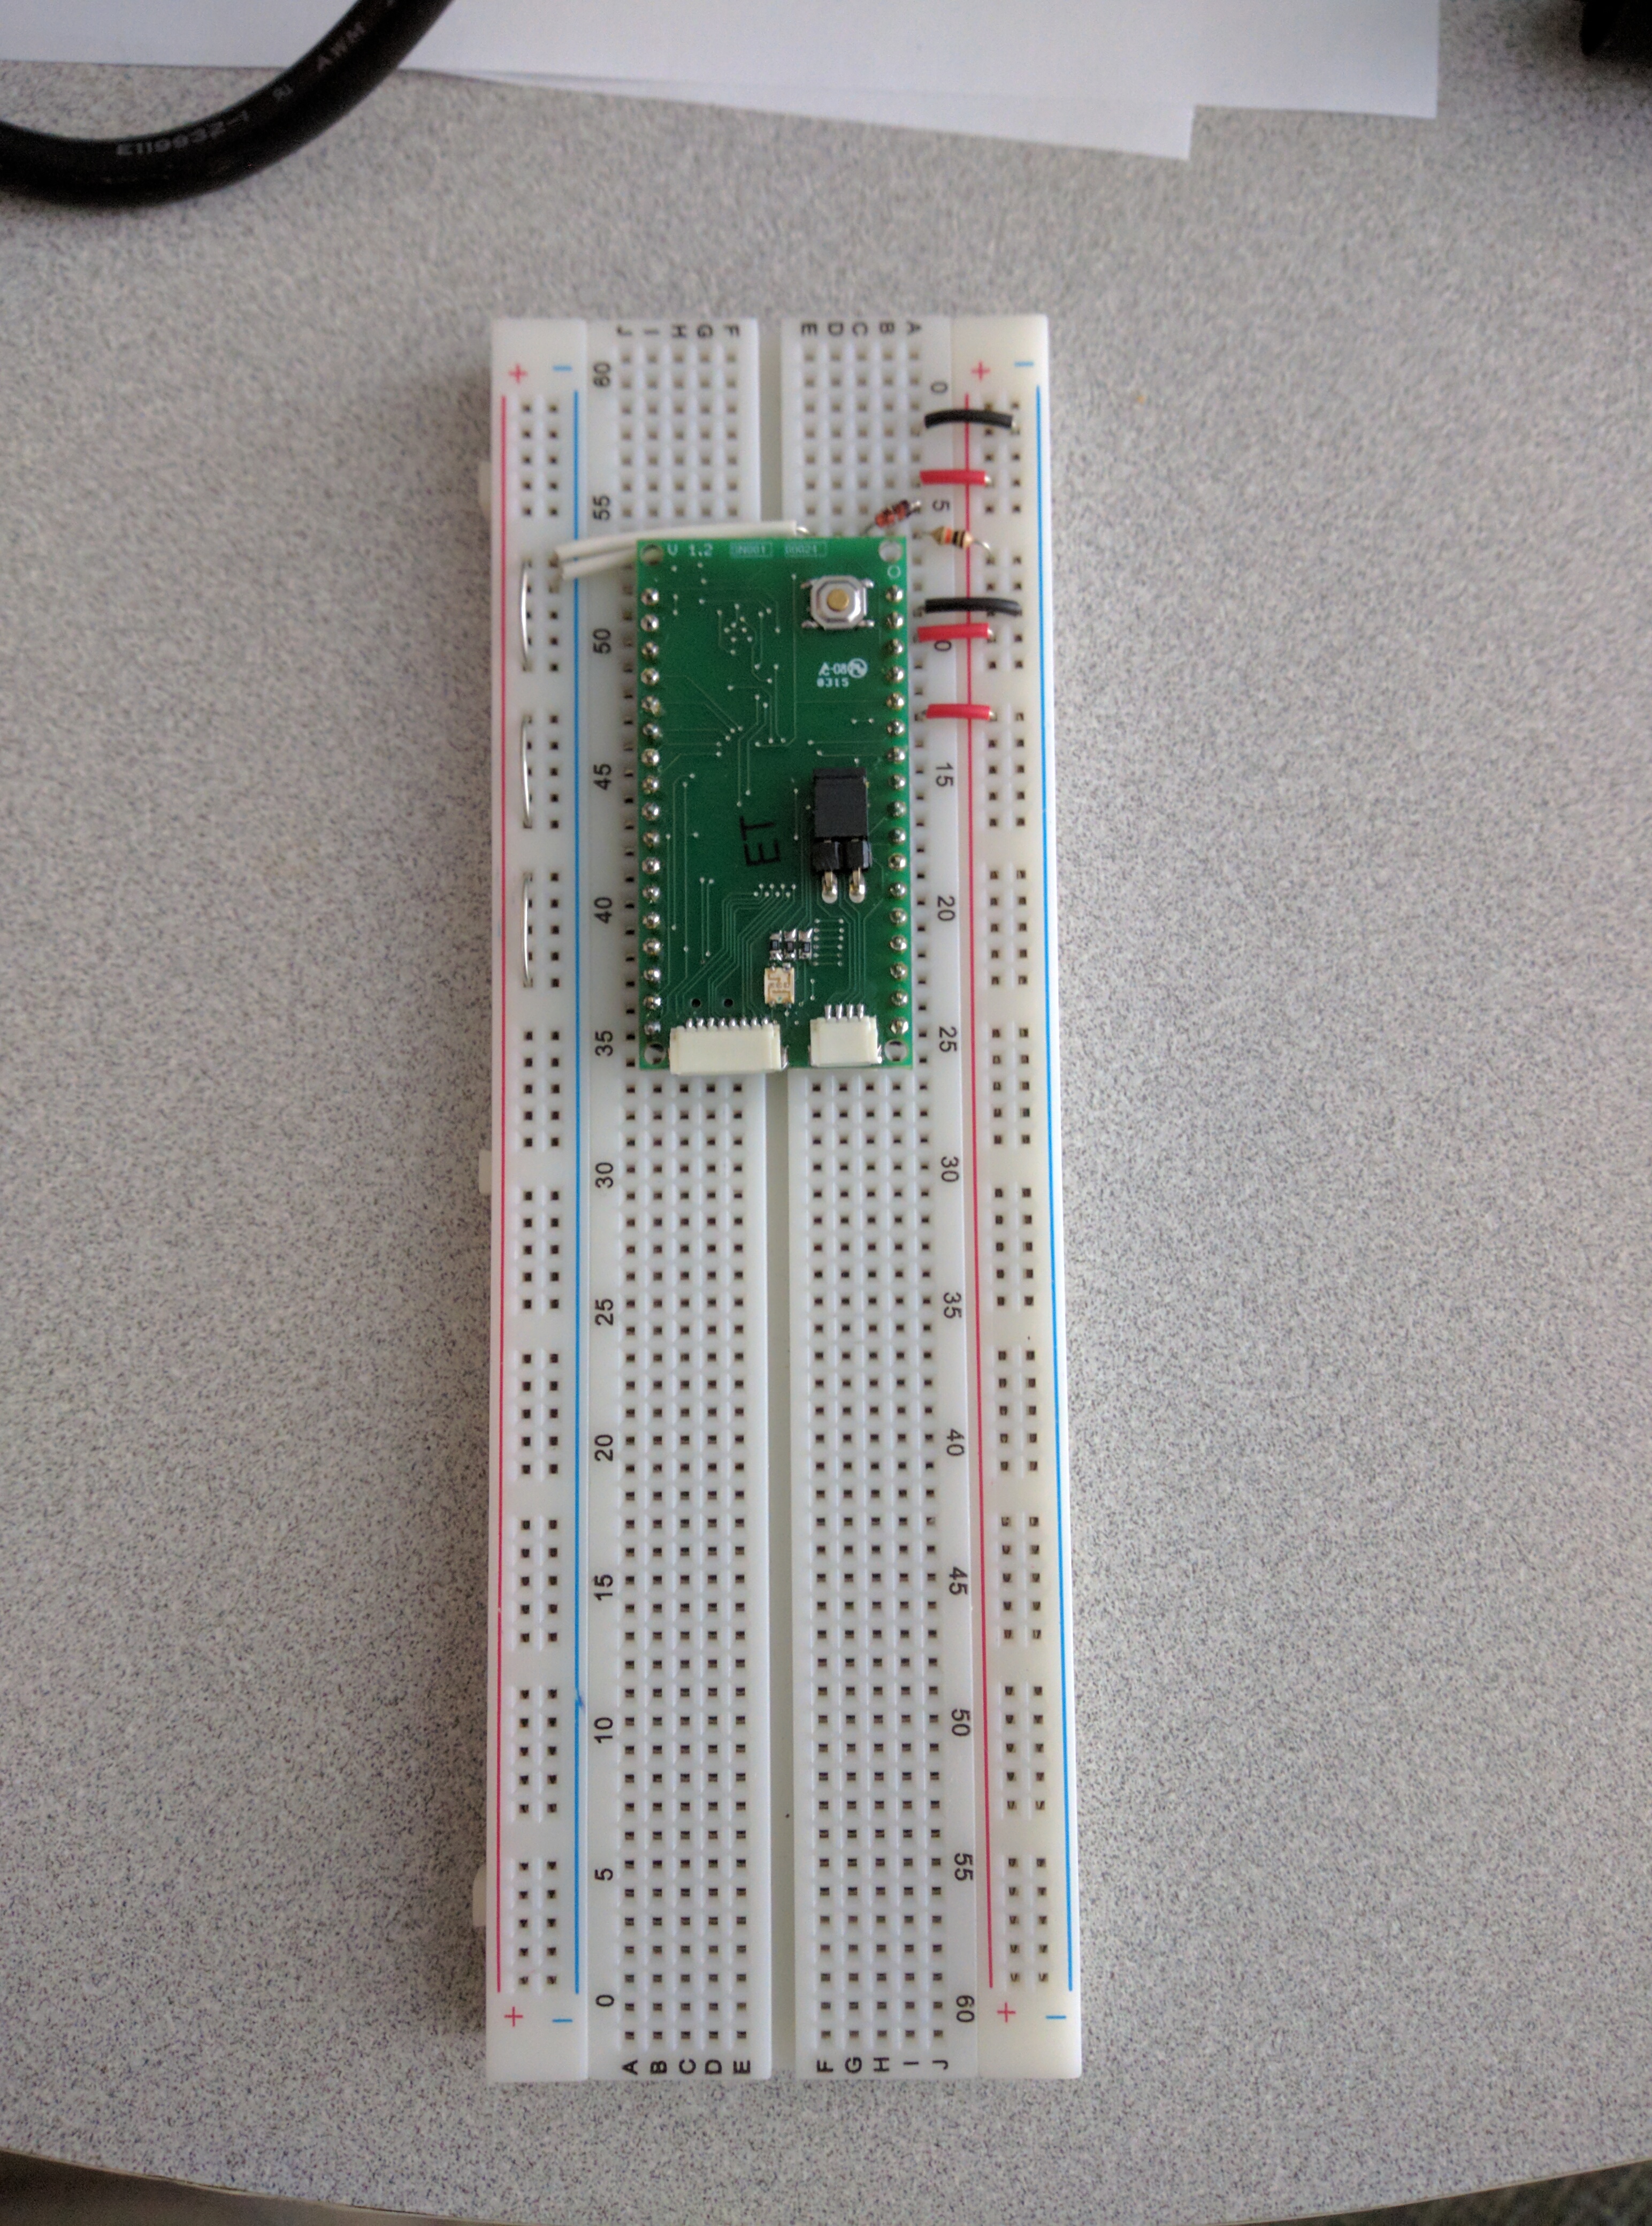 AWM
E119932-1
+ − J I H G F E D C B A + −
60 0
55 5
V 1.2
50 0
0315
45 15
ET
40 20
35 25
30 30
25 35
20 40
15 45
10 50
5 55
0 60
+ − + −
A B C D E F G H I J